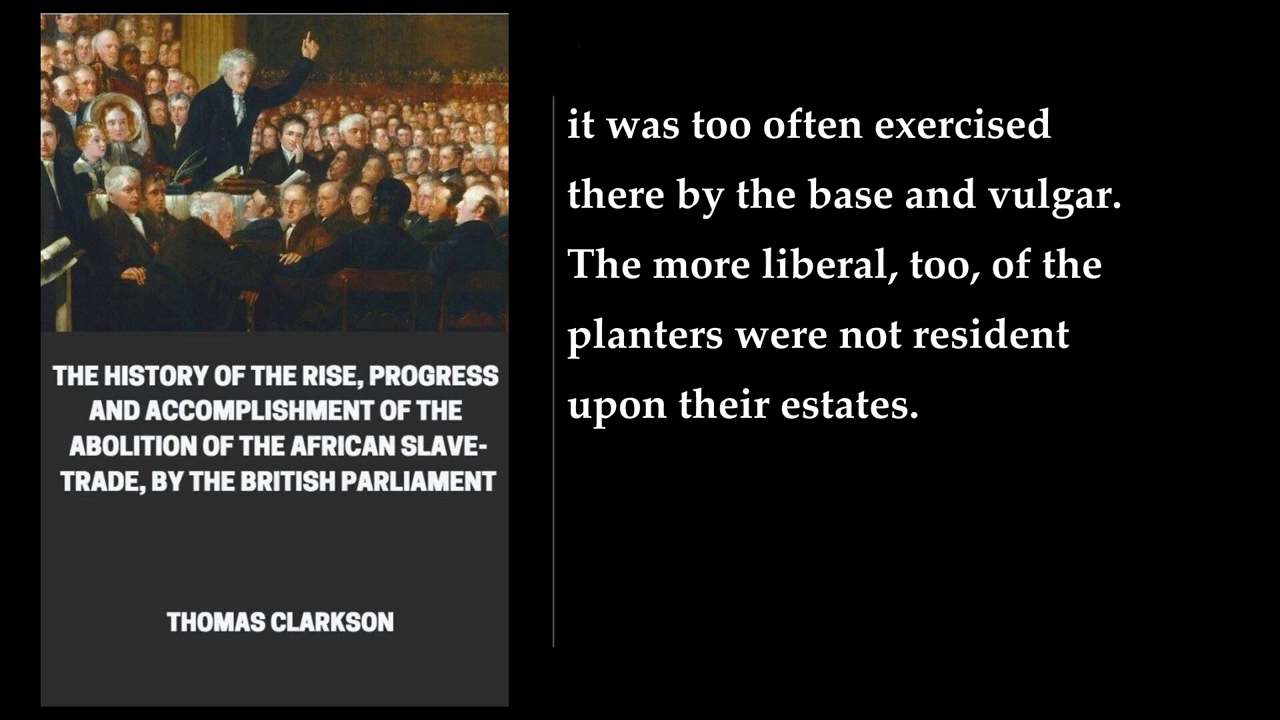 THE HISTORY OF THE RISE, PROGRESS
AND ACCOMPLISHMENT OF THE
ABOLITION OF THE AFRICAN SLAVE-
TRADE, BY THE BRITISH PARLIAMENT
THOMAS CLARKSON
it was too often exercised
there by the base and vulgar.
The more liberal, too, of the
planters were not resident
upon their estates.